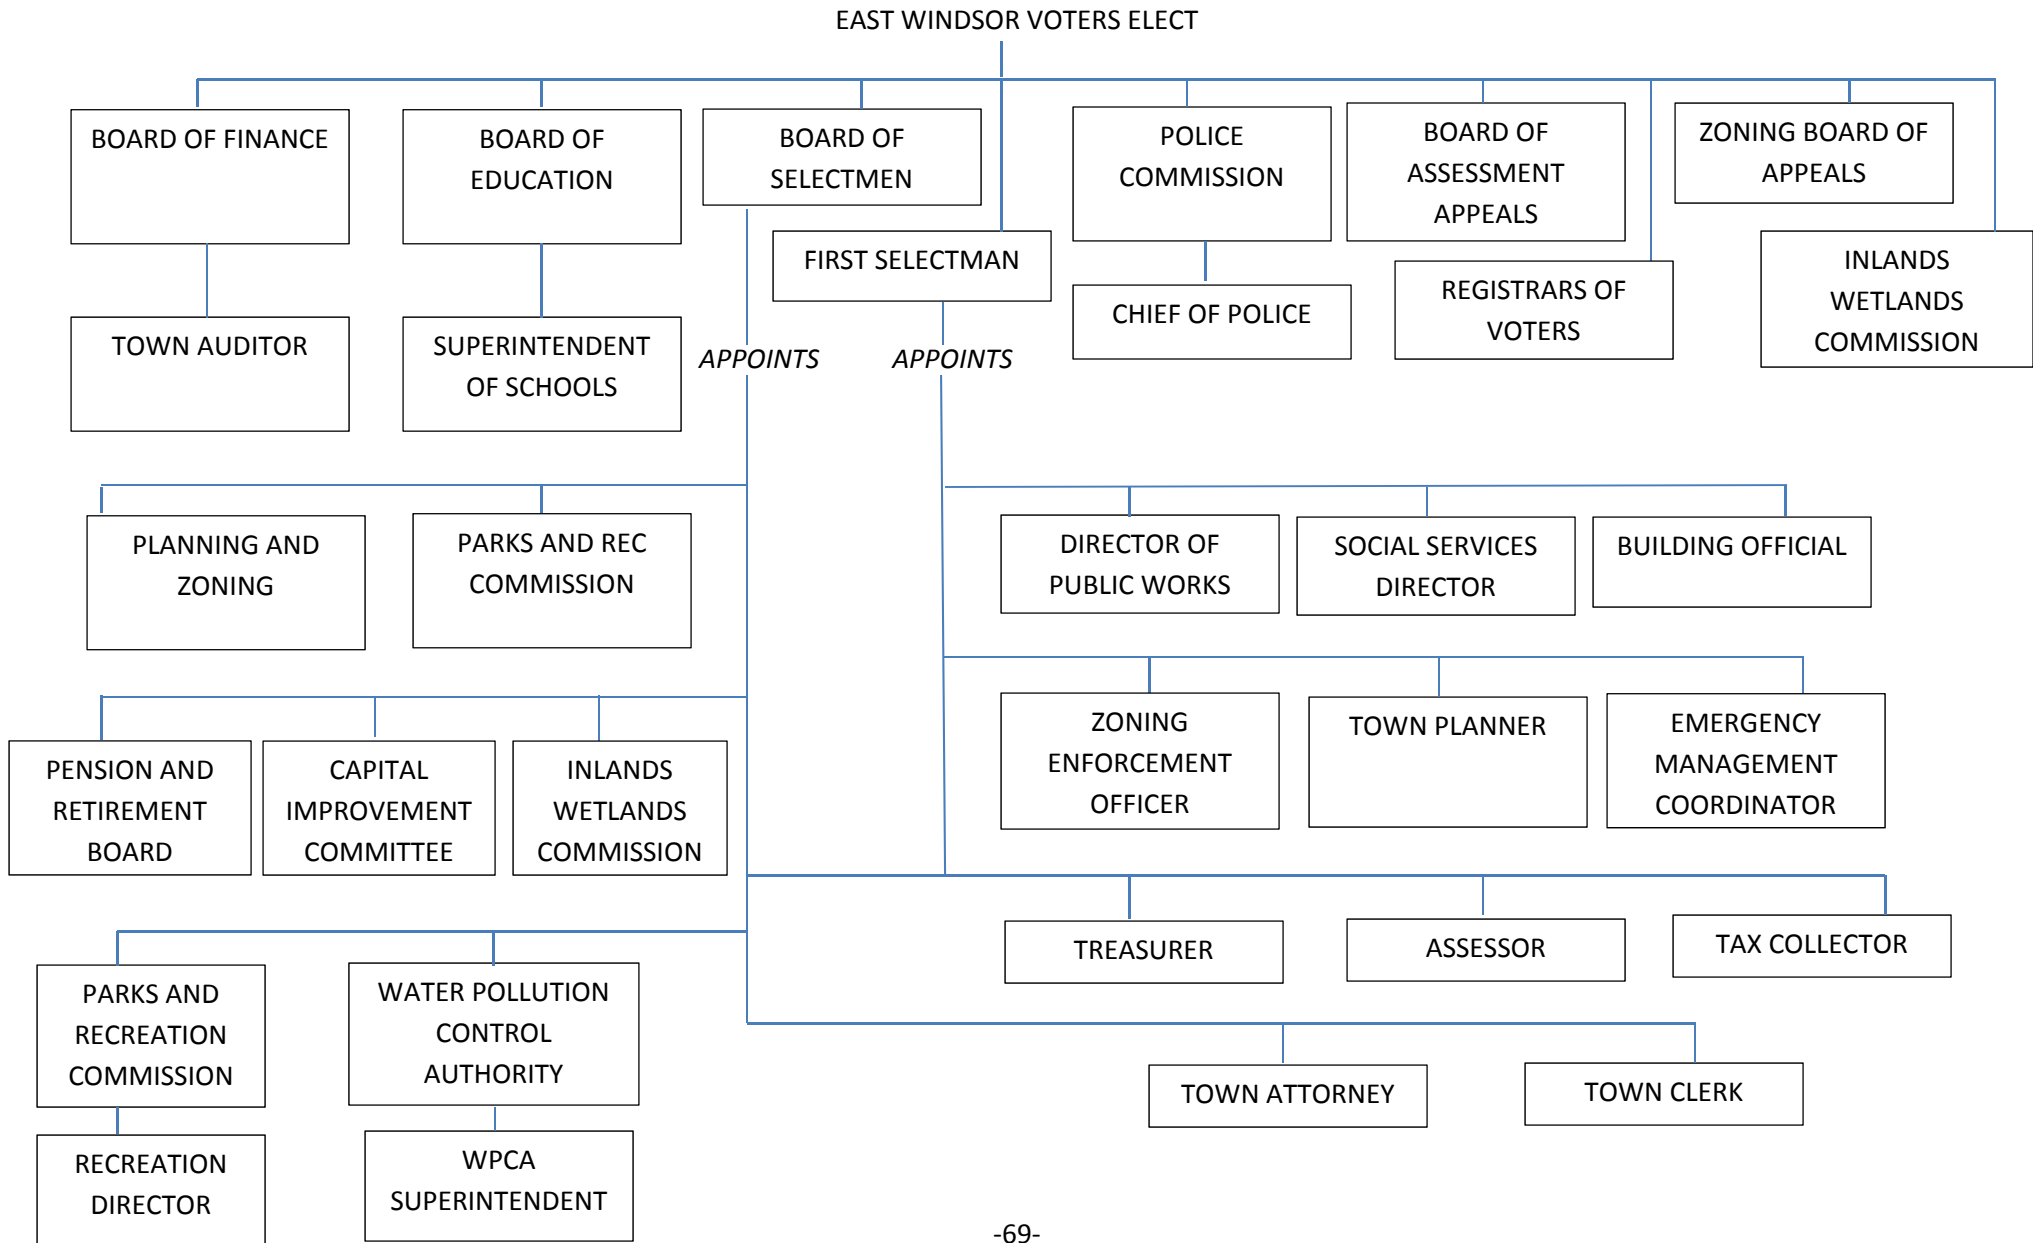 EAST WINDSOR VOTERS ELECT
BOARD OF FINANCE
BOARD OF
EDUCATION
BOARD OF
SELECTMEN
POLICE
COMMISSION
BOARD OF
ASSESSMENT
APPEALS
ZONING BOARD OF
APPEALS
FIRST SELECTMAN
INLANDS
WETLANDS
COMMISSION
REGISTRARS OF
VOTERS
CHIEF OF POLICE
TOWN AUDITOR
SUPERINTENDENT
OF SCHOOLS
APPOINTS
APPOINTS
PLANNING AND
ZONING
PARKS AND REC
COMMISSION
DIRECTOR OF
PUBLIC WORKS
SOCIAL SERVICES
DIRECTOR
BUILDING OFFICIAL
ZONING
ENFORCEMENT
OFFICER
TOWN PLANNER
EMERGENCY
MANAGEMENT
COORDINATOR
PENSION AND
RETIREMENT
BOARD
CAPITAL
IMPROVEMENT
COMMITTEE
INLANDS
WETLANDS
COMMISSION
TREASURER
ASSESSOR
TAX COLLECTOR
PARKS AND
RECREATION
COMMISSION
WATER POLLUTION
CONTROL
AUTHORITY
TOWN ATTORNEY
TOWN CLERK
RECREATION
DIRECTOR
WPCA
SUPERINTENDENT
-69-